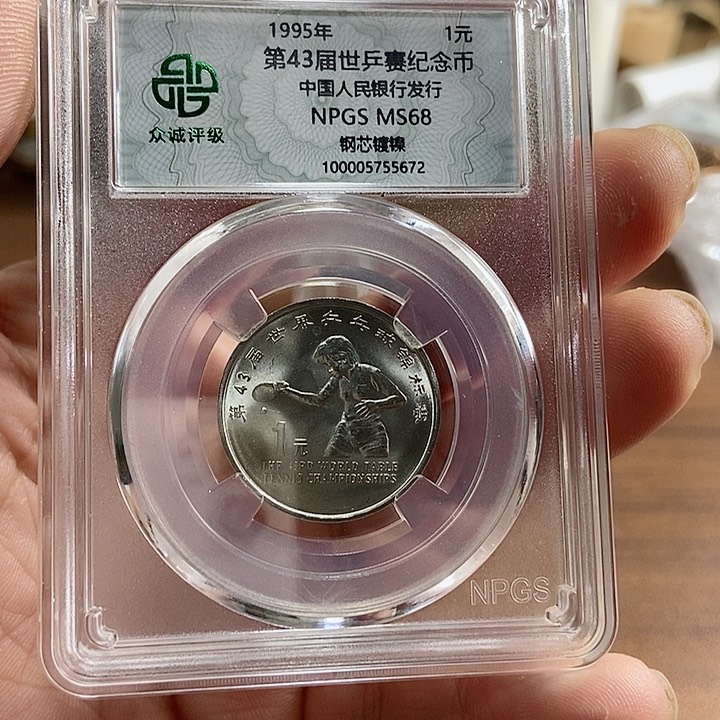 1995年 1元
第43届世乒赛纪念币
中国人民银行发行
NPGS MS68
钢芯镀镍
100005755672
众诚评级
第43届世界乒乓球锦标赛
1元
THE 43RD WORLD TABLE
TENNIS CHAMPIONSHIPS
NPGS